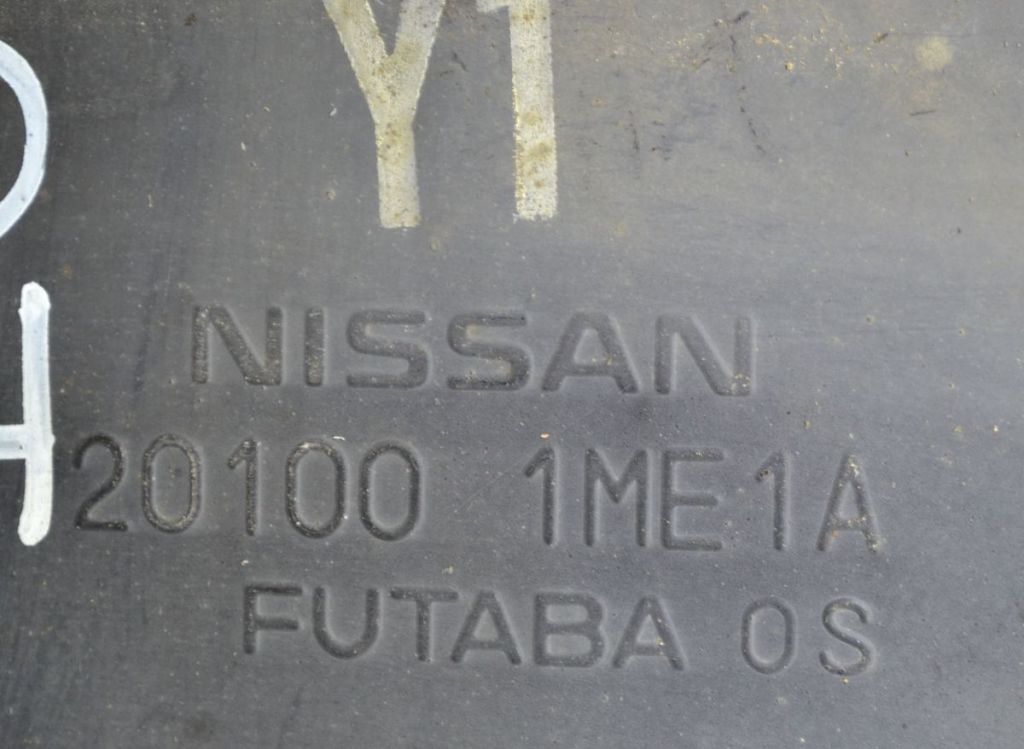 Y1
NISSAN
20100 1ME1A
FUTABA 0S